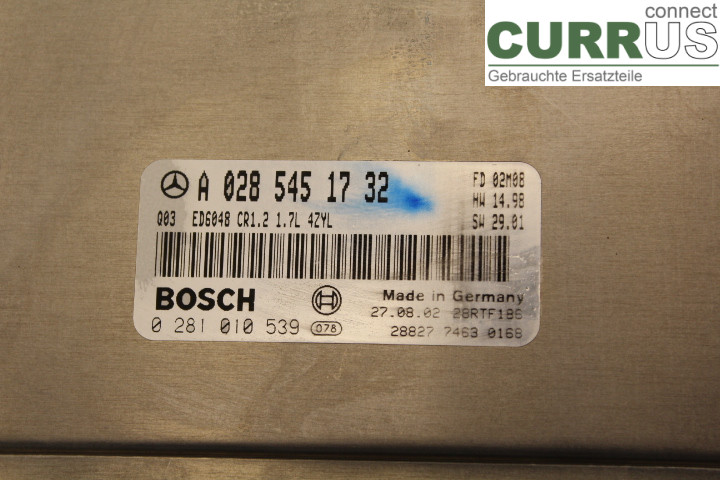 connect
CURRUS
Gebrauchte Ersatzteile
A 028 545 17 32
FD 02M08
HW 14.98
Q03 ED6048 CR1.2 1.7L 4ZYL
SW 29.01
BOSCH
Made in Germany
27.08.02 28RTF186
0 281 010 539 078
28827 7463 0168